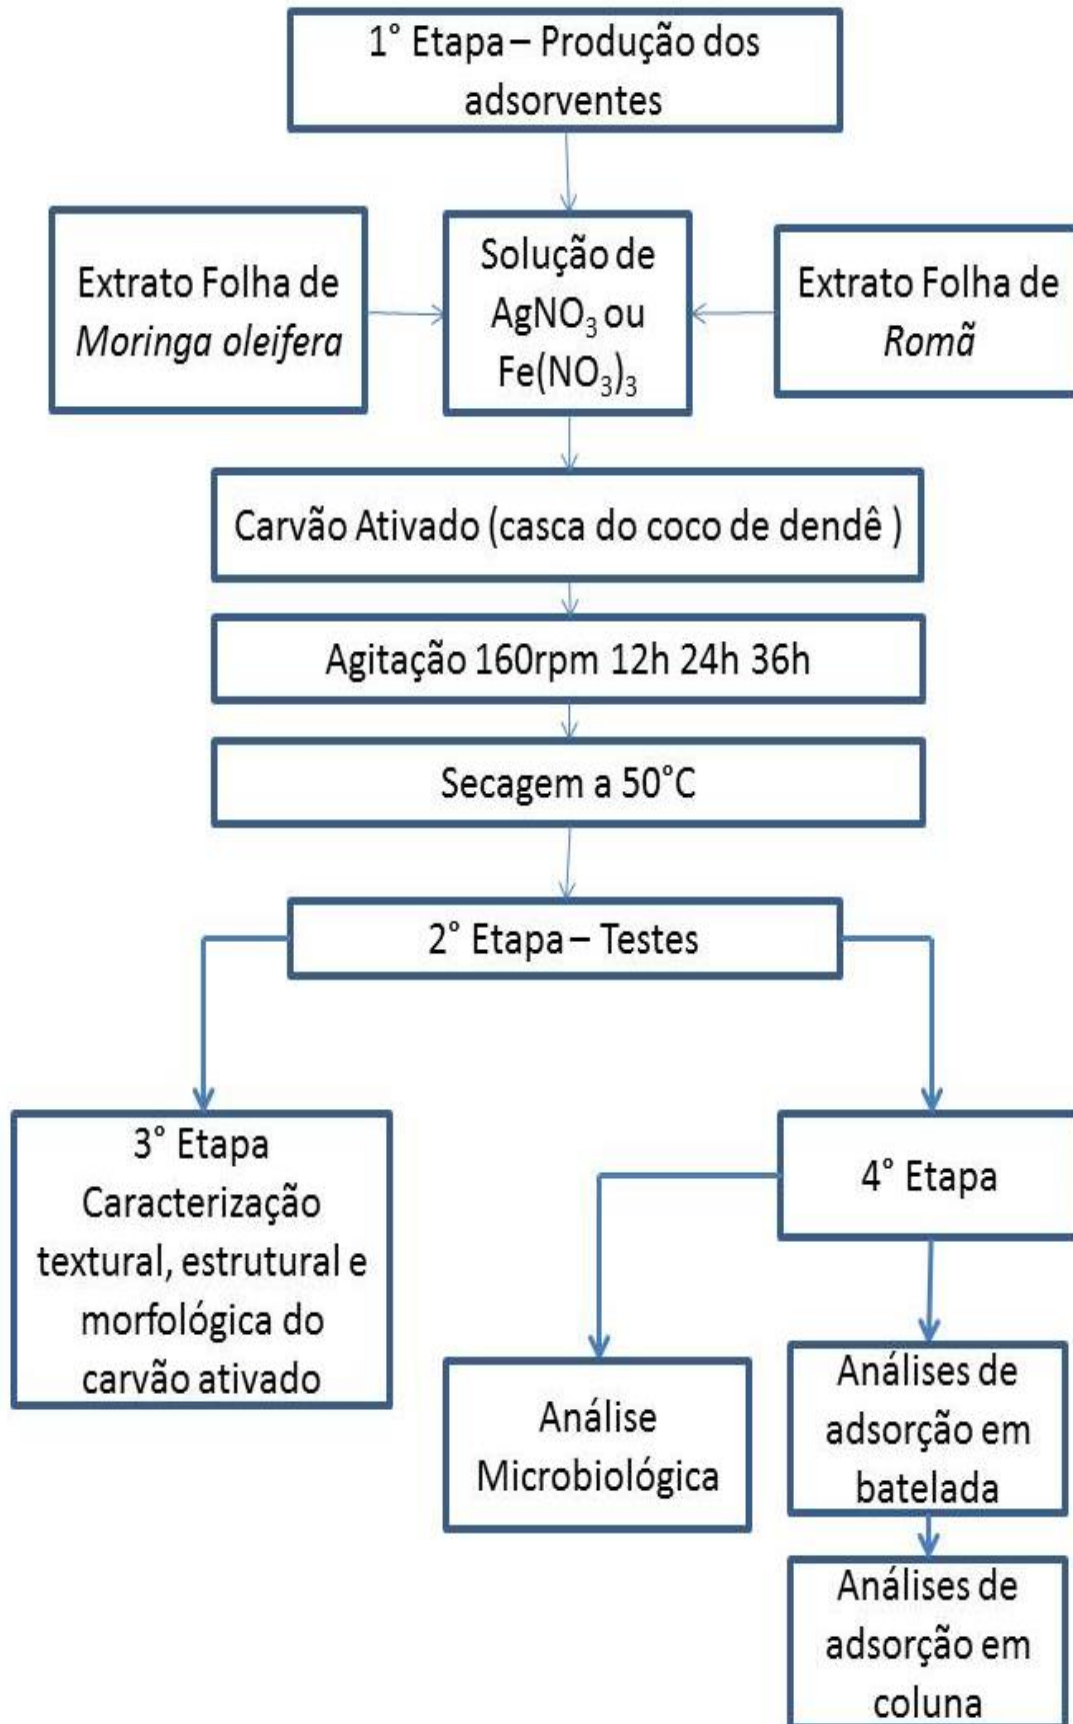 1° Etapa – Produção dos
adsorventes
Extrato Folha de
Moringa oleifera
Solução de
AgNO₃ ou
Fe(NO₃)₃
Extrato Folha de
Romã
Carvão Ativado (casca do coco de dendê )
Agitação 160rpm 12h 24h 36h
Secagem a 50°C
2° Etapa – Testes
3° Etapa
Caracterização
textural, estrutural e
morfológica do
carvão ativado
4° Etapa
Análise
Microbiológica
Análises de
adsorção em
batelada
Análises de
adsorção em
coluna